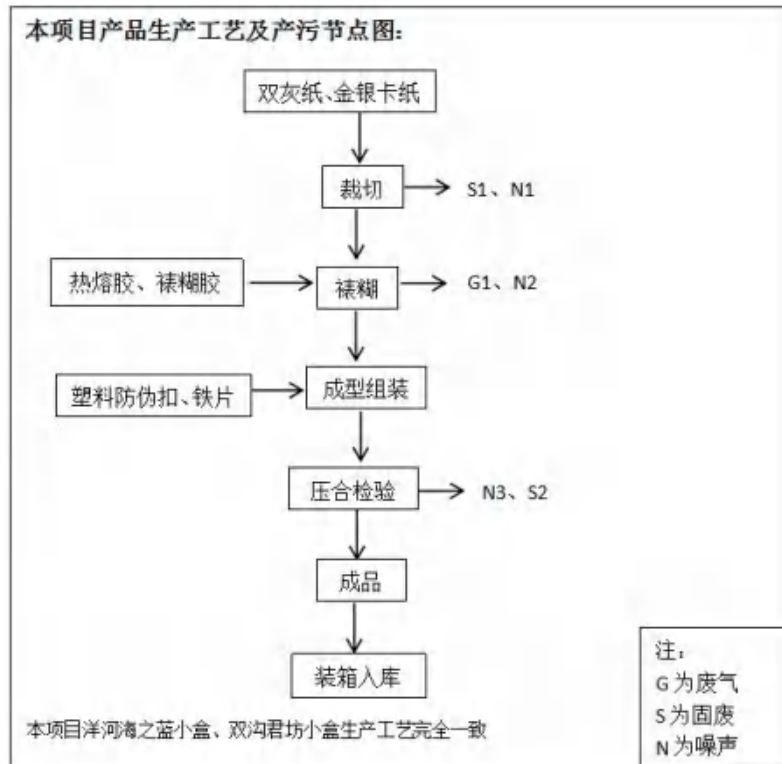 本项目产品生产工艺及产污节点图:
双灰纸、金银卡纸
裁切
S1、N1
热熔胶、裱糊胶
裱糊
G1、N2
塑料防伪扣、铁片
成型组装
压合检验
N3、S2
成品
装箱入库
注:
G 为废气
S 为固废
N 为噪声
本项目洋河海之蓝小盒、双沟君坊小盒生产工艺完全一致